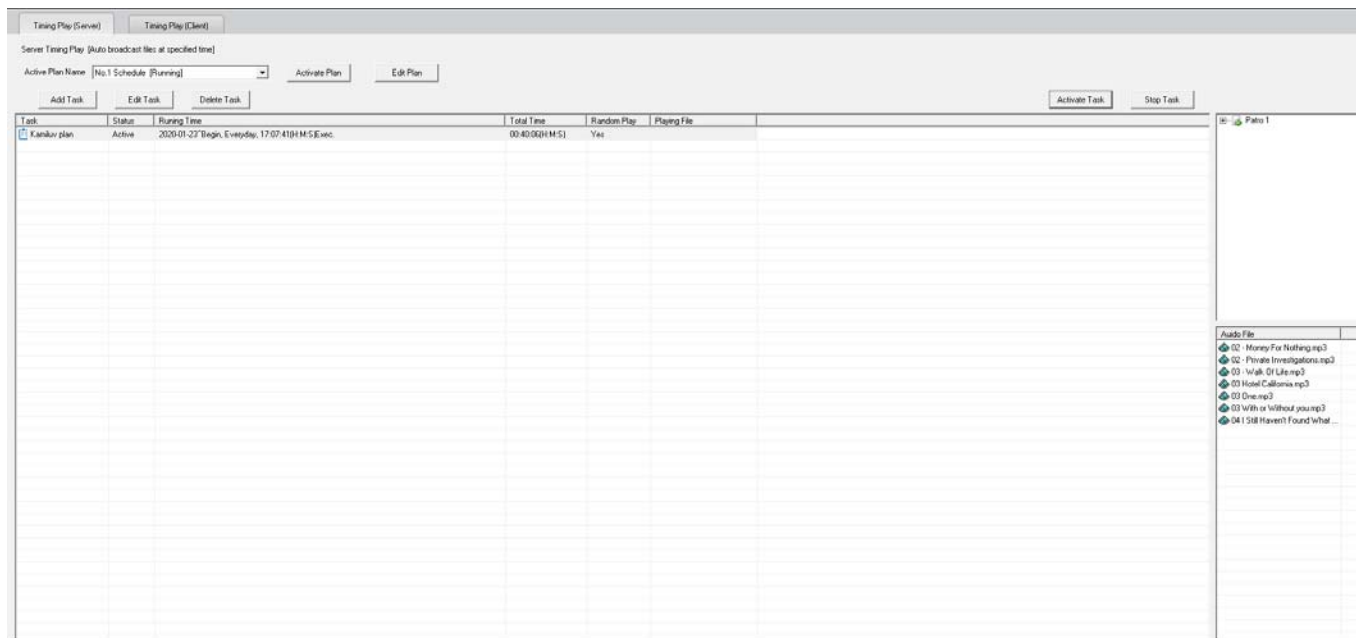 Timing Play (Server) Timing Play (Client)
Server Timing Play [Auto broadcast files at specified time]
Active Plan Name No.1 Schedule [Running] Activate Plan Edit Plan
Add Task Edit Task Delete Task Activate Task Stop Task
Task Status Runing Time Total Time Random Play Playing File
Kamiluv plan Active 2020-01-23~Begin, Everyday, 17:07:41(H:M:S)Exec. 00:40:06(H:M:S) Yes
Patro 1
Auido File
02 - Money For Nothing.mp3
02 - Private Investigations.mp3
03 - Walk Of Life.mp3
03 Hotel California.mp3
03 One.mp3
03 With or Without you.mp3
04 I Still Haven't Found What ...